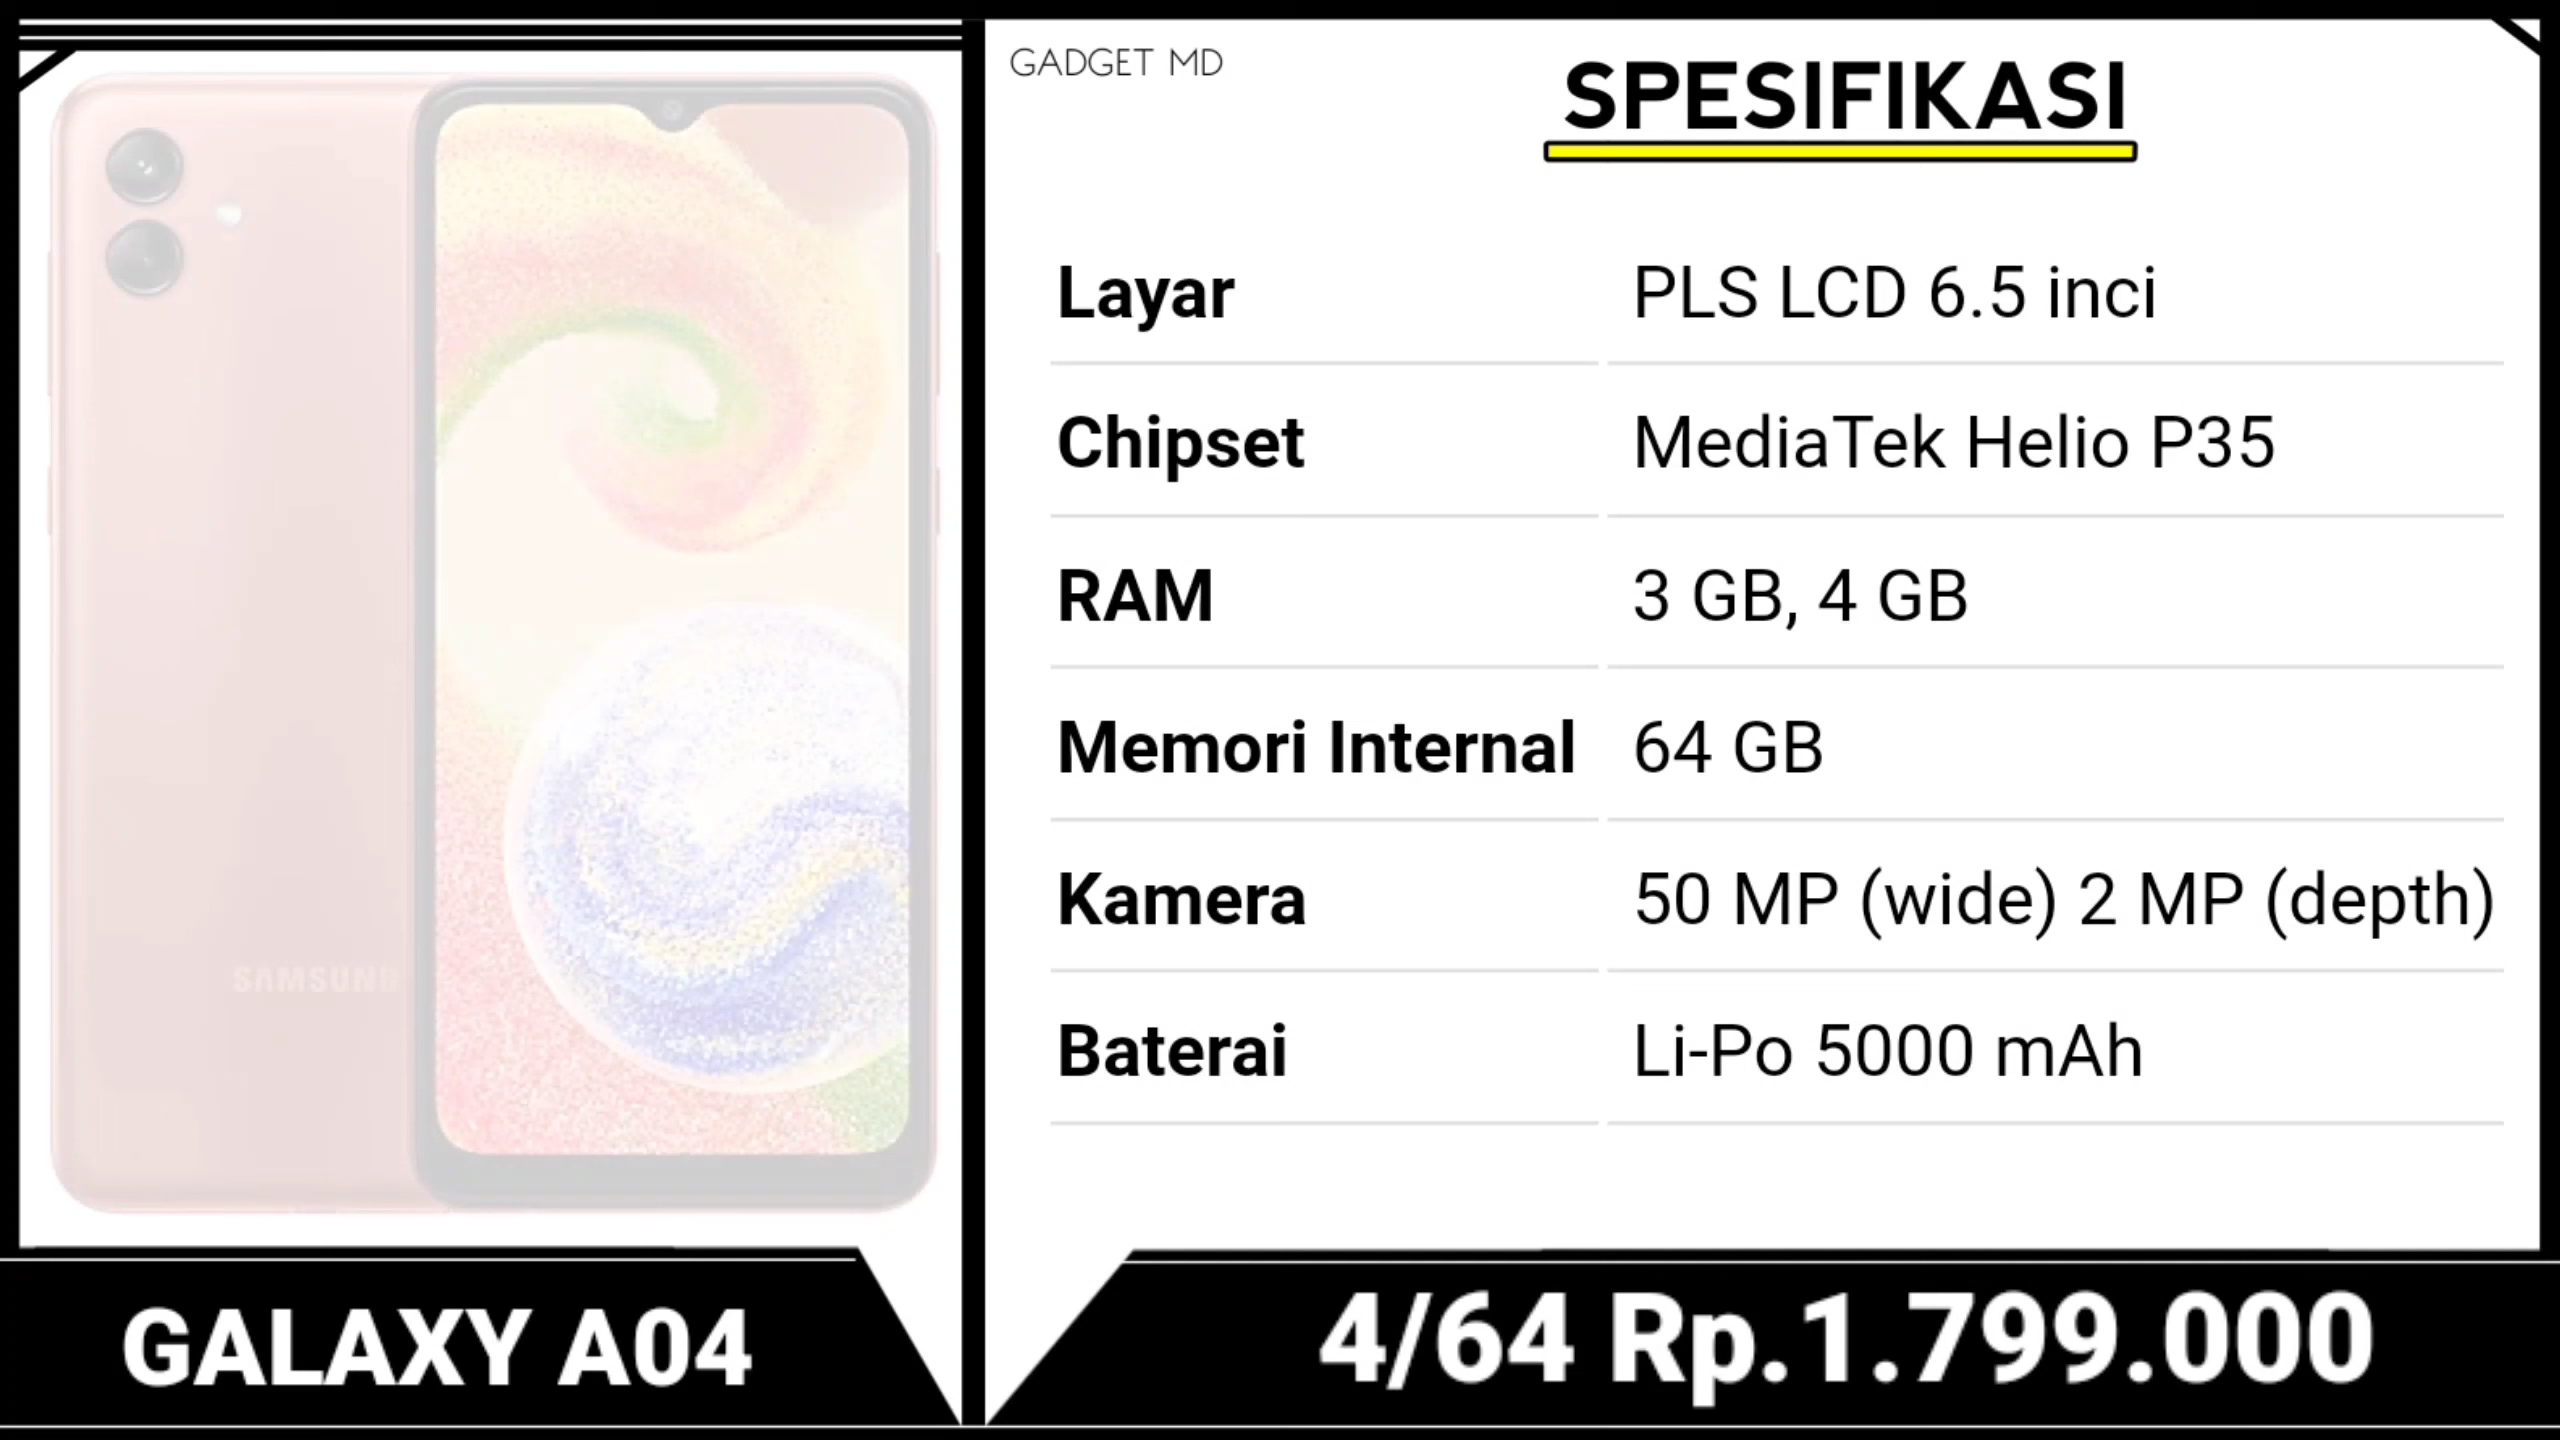 GADGET MD
SPESIFIKASI
Layar PLS LCD 6.5 inci
Chipset MediaTek Helio P35
RAM 3 GB, 4 GB
Memori Internal 64 GB
Kamera 50 MP (wide) 2 MP (depth)
Baterai Li-Po 5000 mAh
SAMSUNG
GALAXY A04
4/64 Rp.1.799.000